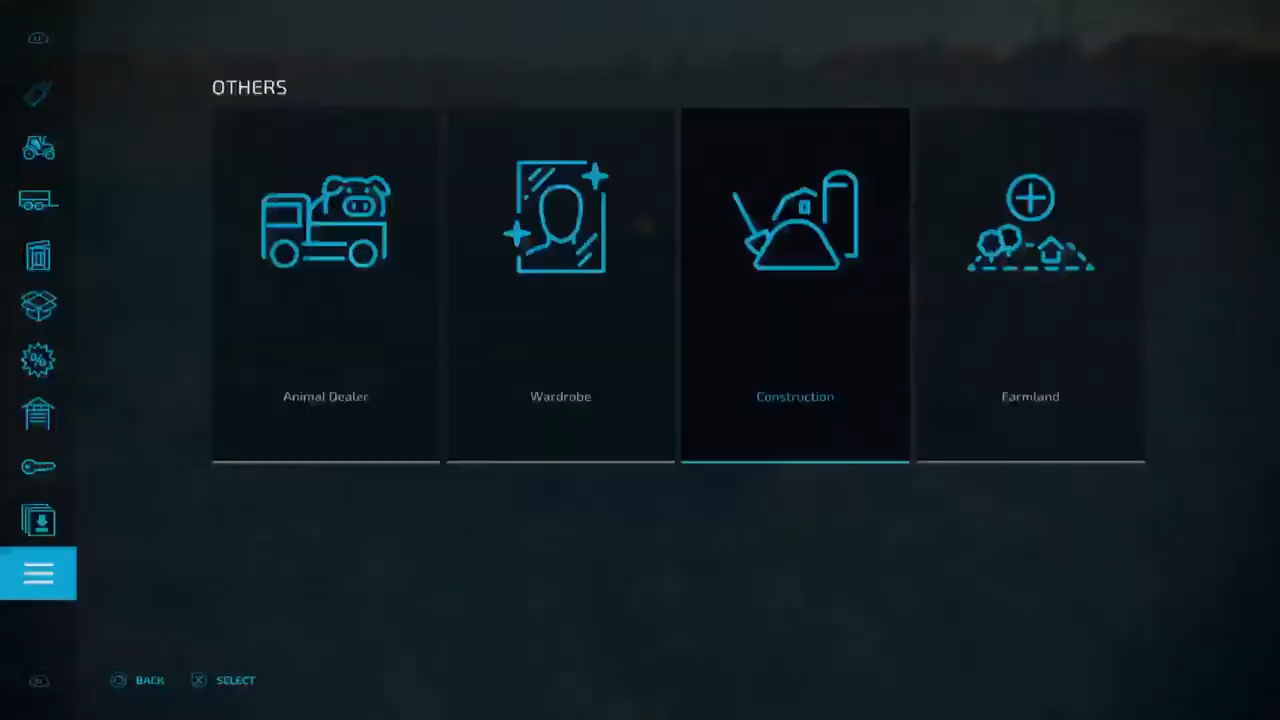 OTHERS
Animal Dealer
Wardrobe
Construction
Farmland
BACK
SELECT